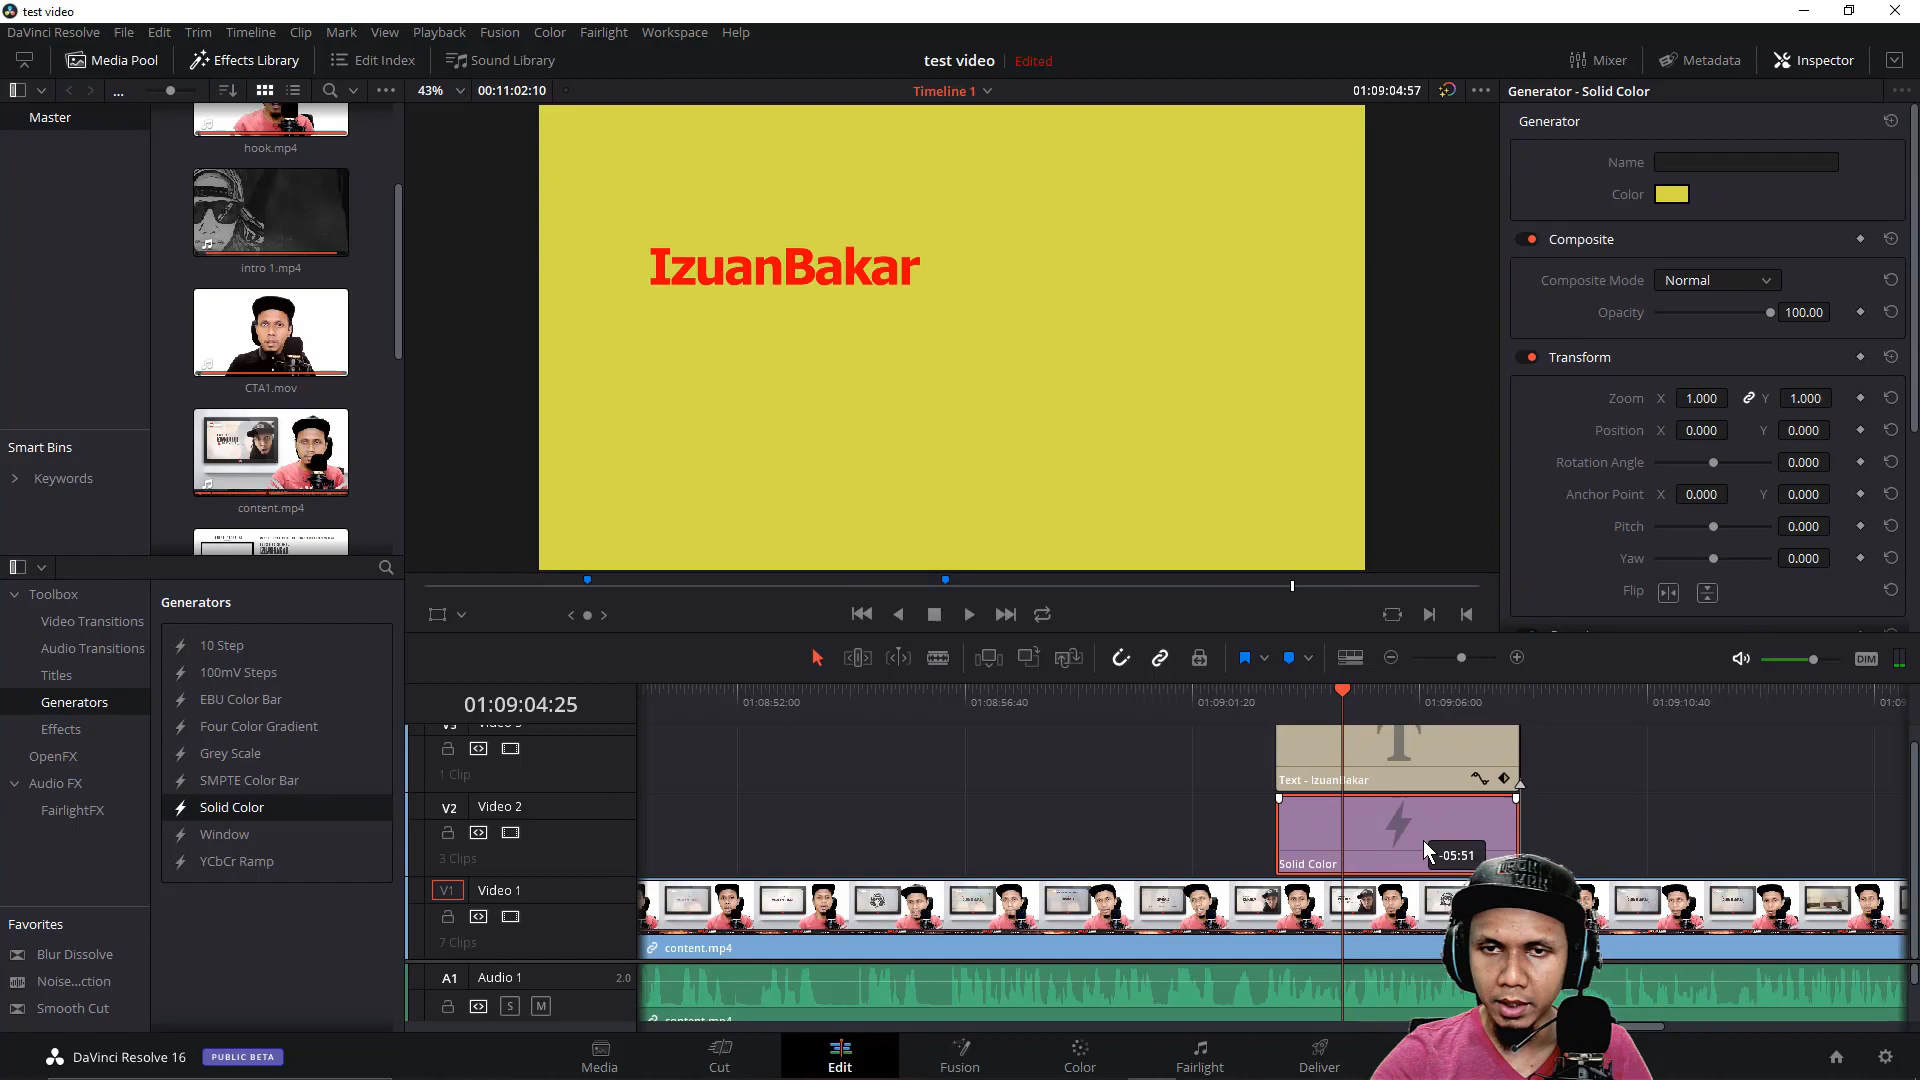 test video
DaVinci Resolve File Edit Trim Timeline Clip Mark View Playback Fusion Color Fairlight Workspace Help
Media Pool Effects Library Edit Index Sound Library test video Edited Mixer Metadata Inspector
... 43% 00:11:02:10 Timeline 1 01:09:04:57 Generator - Solid Color
Master
hook.mp4
intro 1.mp4
CTA1.mov
content.mp4
Smart Bins
Keywords
IzuanBakar
Generator
Name
Color
Composite
Composite Mode Normal
Opacity 100.00
Transform
Zoom X 1.000 Y 1.000
Position X 0.000 Y 0.000
Rotation Angle 0.000
Anchor Point X 0.000 Y 0.000
Pitch 0.000
Yaw 0.000
Flip
Toolbox
Video Transitions
Audio Transitions
Titles
Generators
Effects
OpenFX
Audio FX
FairlightFX
Generators
10 Step
100mV Steps
EBU Color Bar
Four Color Gradient
Grey Scale
SMPTE Color Bar
Solid Color
Window
YCbCr Ramp
Favorites
Blur Dissolve
Noise...ction
Smooth Cut
DIM
01:09:04:25
01:08:52:00 01:08:56:40 01:09:01:20 01:09:06:00 01:09:10:40 01:09
1 Clip
Text - IzuanBakar
V2 Video 2
3 Clips
Solid Color
-05:51
V1 Video 1
7 Clips
content.mp4
A1 Audio 1 2.0
S M
content.mp4
DaVinci Resolve 16 PUBLIC BETA
Media Cut Edit Fusion Color Fairlight Deliver